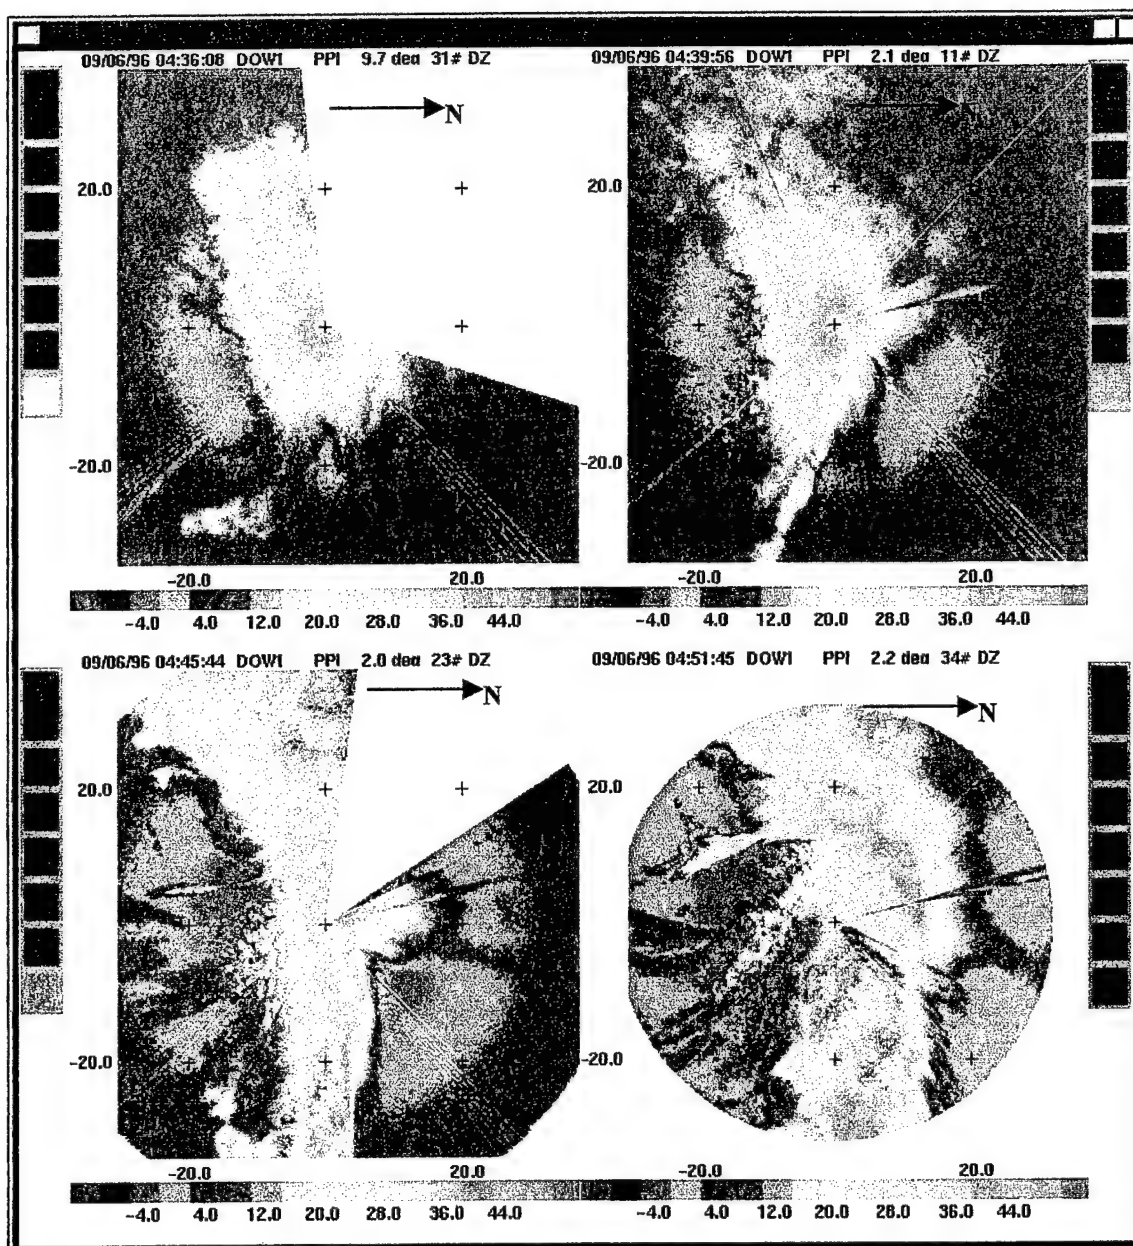 09/06/96 04:36:08 DOW1 PPI 9.7 deg 31# DZ
N
20.0
-20.0
-20.0 20.0
-4.0 4.0 12.0 20.0 28.0 36.0 44.0
09/06/96 04:39:56 DOW1 PPI 2.1 deg 11# DZ
N
20.0
-20.0
-20.0 20.0
-4.0 4.0 12.0 20.0 28.0 36.0 44.0
09/06/96 04:45:44 DOW1 PPI 2.0 deg 23# DZ
N
20.0
-20.0
-20.0 20.0
-4.0 4.0 12.0 20.0 28.0 36.0 44.0
09/06/96 04:51:45 DOW1 PPI 2.2 deg 34# DZ
N
20.0
-20.0
-20.0 20.0
-4.0 4.0 12.0 20.0 28.0 36.0 44.0